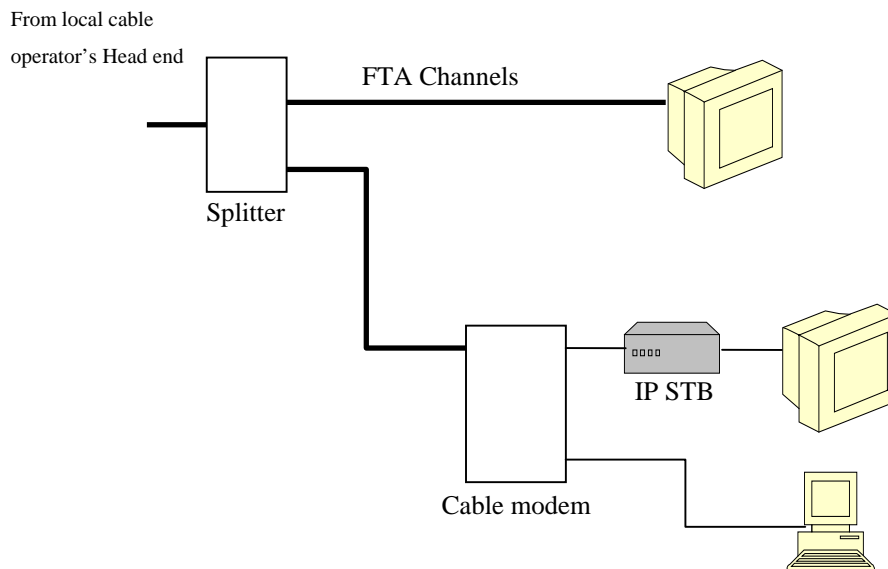 From local cable
operator’s Head end
FTA Channels
Splitter
IP STB
Cable modem